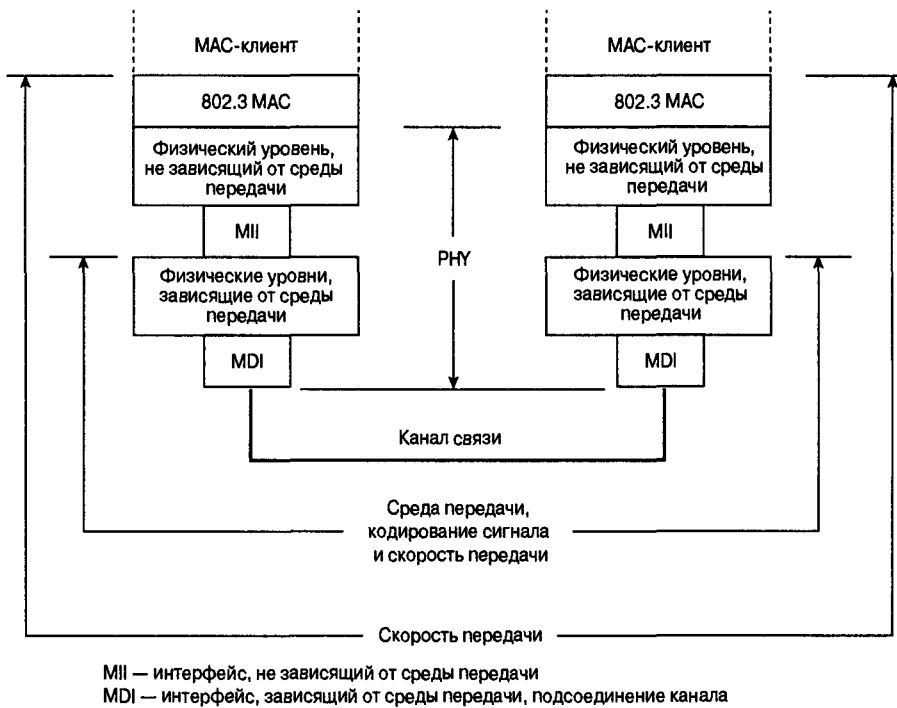 МАС-клиент
МАС-клиент
802.3 МАС
802.3 МАС
Физический уровень,
не зависящий от среды
передачи
Физический уровень,
не зависящий от среды
передачи
MII
MII
PHY
Физические уровни,
зависящие от среды
передачи
Физические уровни,
зависящие от среды
передачи
MDI
MDI
Канал связи
Среда передачи,
кодирование сигнала
и скорость передачи
Скорость передачи
MII — интерфейс, не зависящий от среды передачи
MDI — интерфейс, зависящий от среды передачи, подсоединение канала